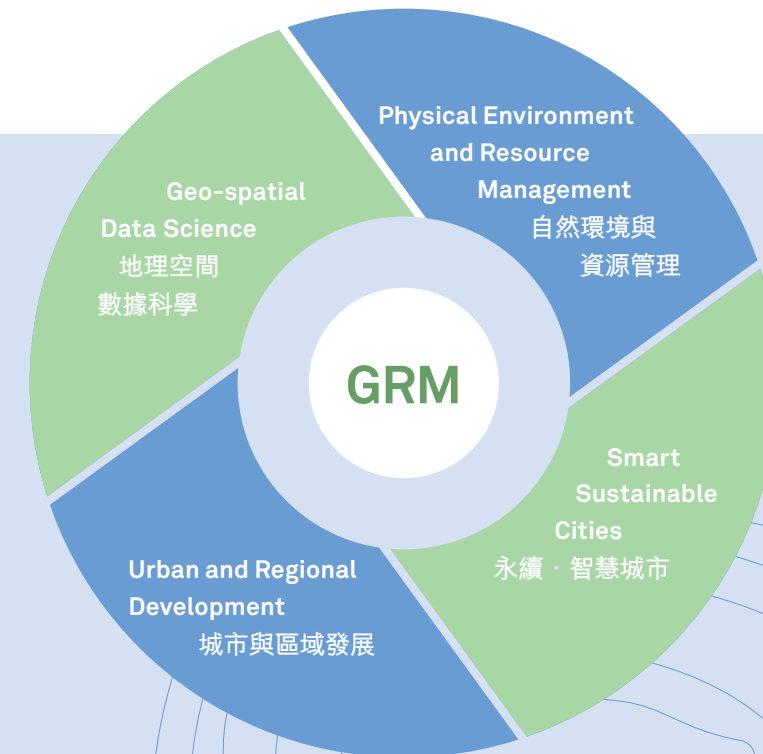 Physical Environment
and Resource
Management
自然環境與
資源管理
Geo-spatial
Data Science
地理空間
數據科學
GRM
Smart
Sustainable
Cities
永續‧智慧城市
Urban and Regional
Development
城市與區域發展